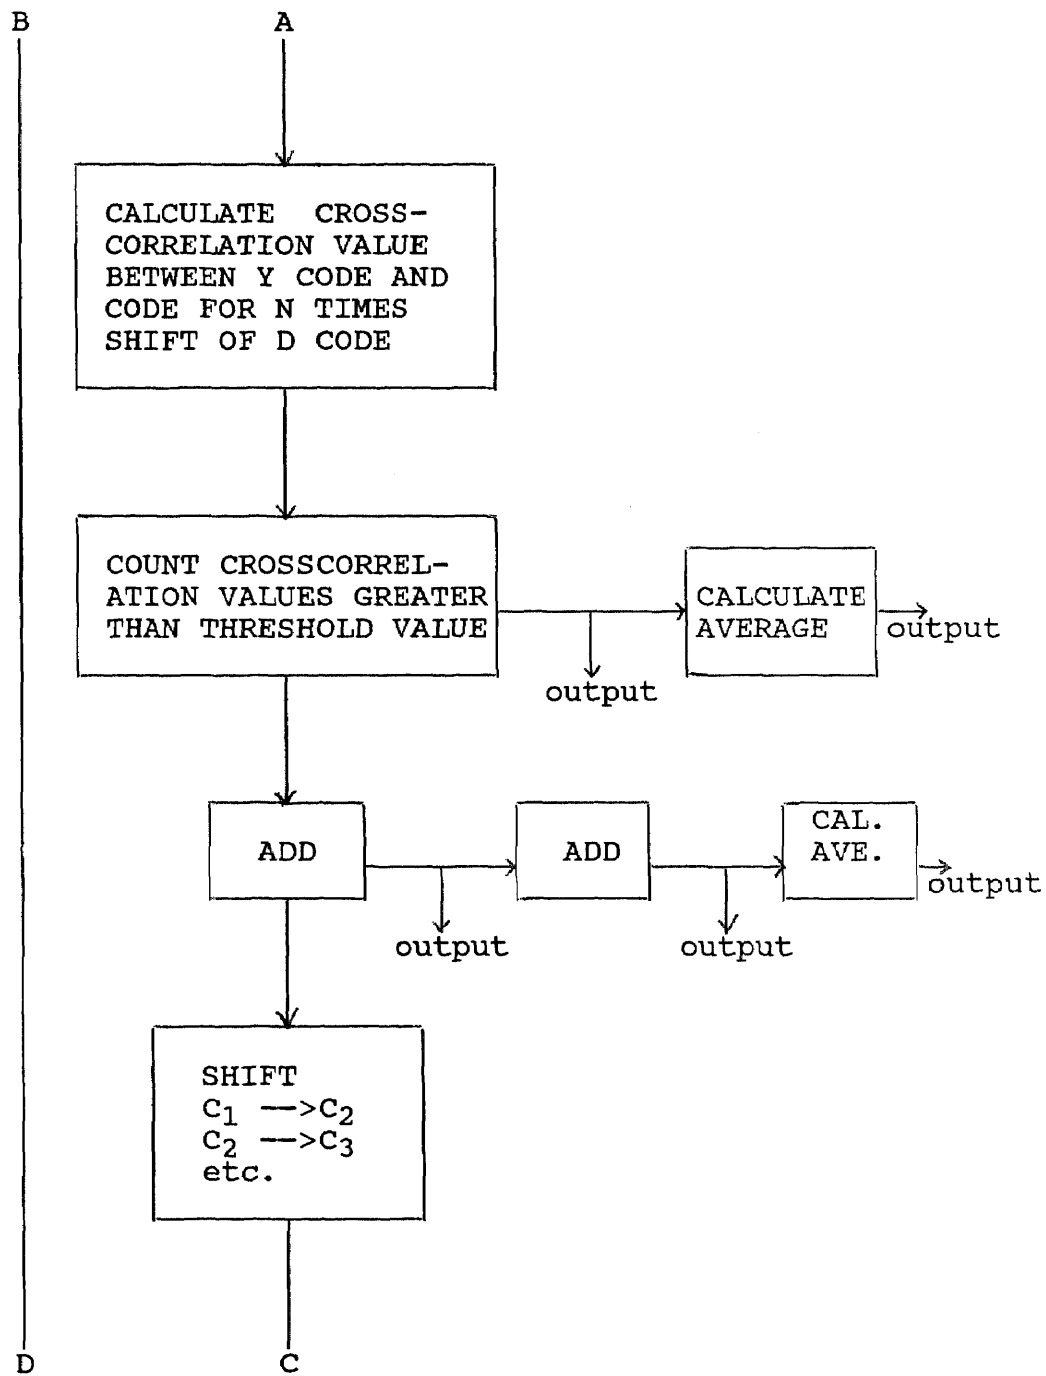 B
A
CALCULATE CROSS-
CORRELATION VALUE
BETWEEN Y CODE AND
CODE FOR N TIMES
SHIFT OF D CODE
COUNT CROSSCORREL-
ATION VALUES GREATER
THAN THRESHOLD VALUE
output
CALCULATE
AVERAGE
output
ADD
output
ADD
output
CAL.
AVE.
output
SHIFT
C1 —>C2
C2 —>C3
etc.
D
C